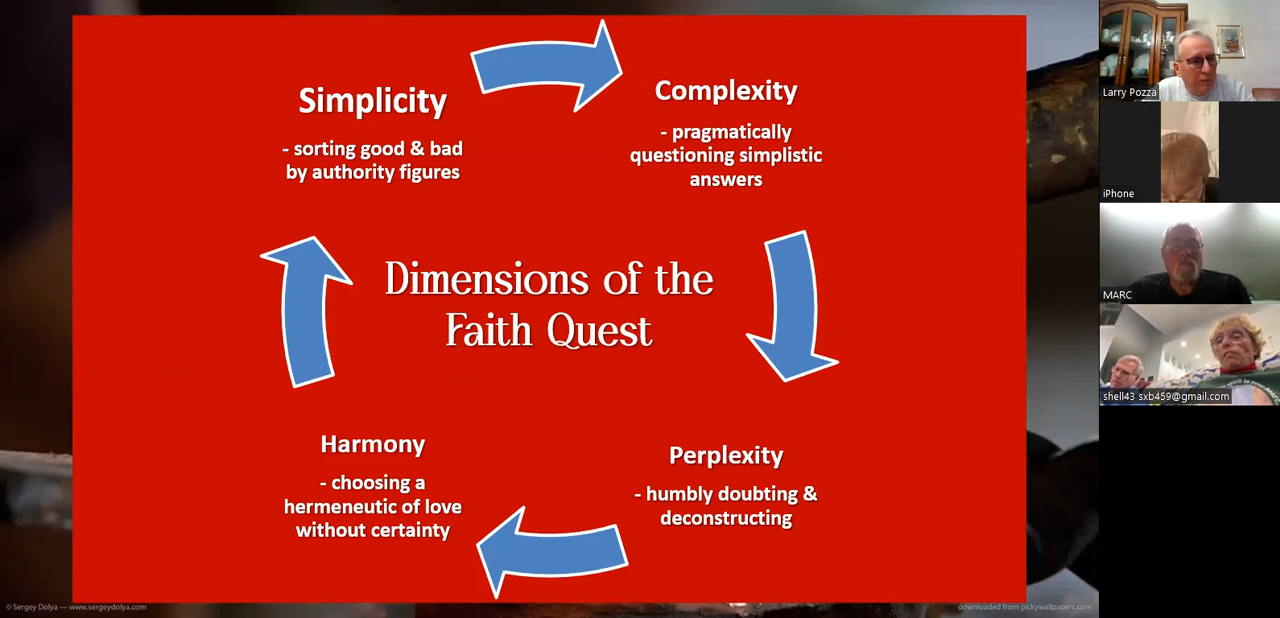 Simplicity
- sorting good & bad
by authority figures
Complexity
- pragmatically
questioning simplistic
answers
Dimensions of the
Faith Quest
Harmony
- choosing a
hermeneutic of love
without certainty
Perplexity
- humbly doubting &
deconstructing
Larry Pozza
iPhone
MARC
shell43 sxb459@gmail.com
© Sergey Dolya — www.sergeydolya.com
downloaded from pickywallpapers.com